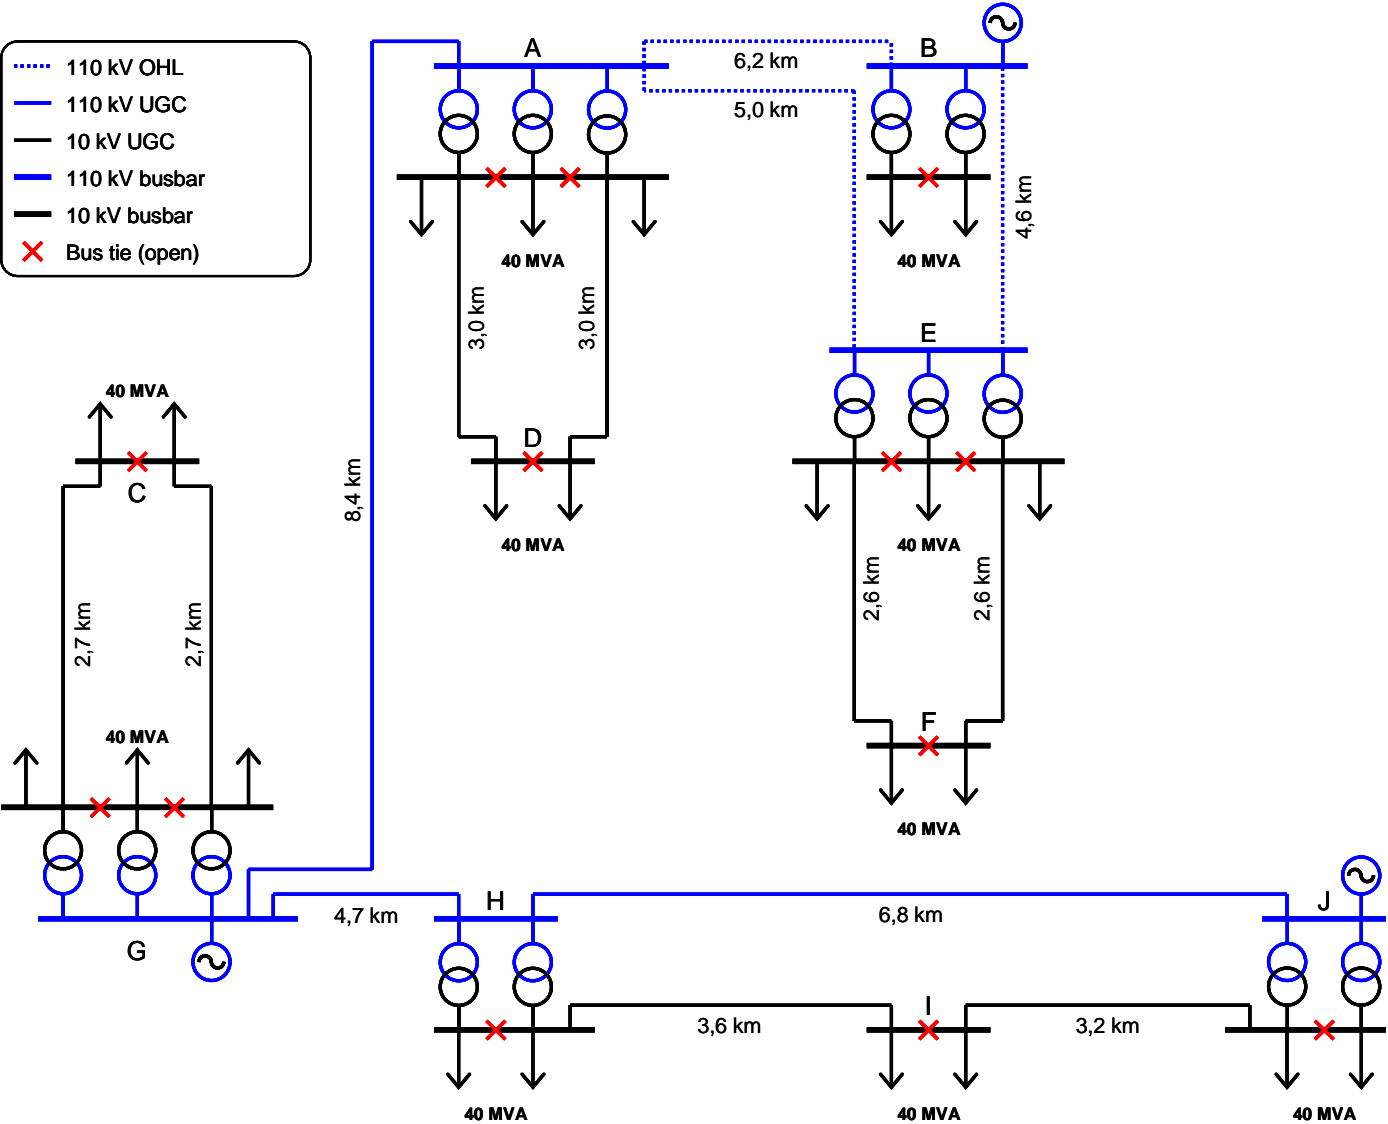 110 kV OHL
110 kV UGC
10 kV UGC
110 kV busbar
10 kV busbar
Bus tie (open)
A
B
6,2 km
5,0 km
4,6 km
40 MVA
40 MVA
3,0 km
3,0 km
E
40 MVA
D
C
8,4 km
40 MVA
40 MVA
2,7 km
2,7 km
2,6 km
2,6 km
F
40 MVA
40 MVA
G
4,7 km
H
6,8 km
J
I
3,6 km
3,2 km
40 MVA
40 MVA
40 MVA